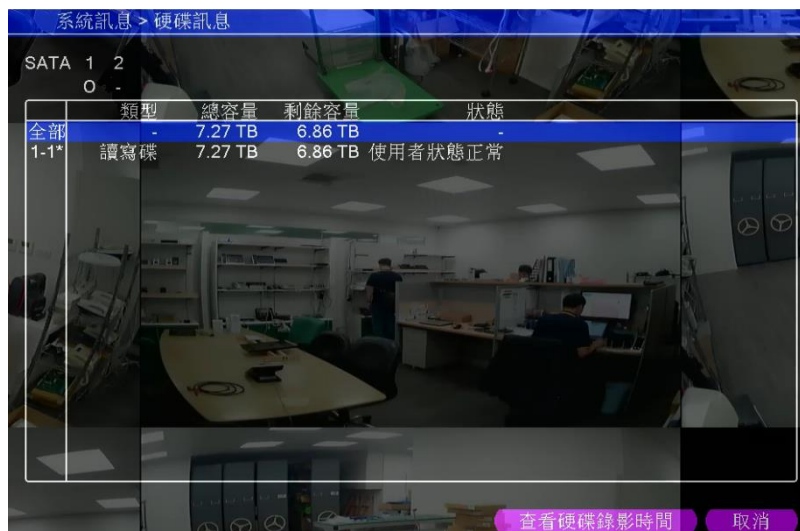 系統訊息 > 硬碟訊息
SATA 1 2
O -
類型 總容量 剩餘容量 狀態
全部 - 7.27 TB 6.86 TB -
1-1* 讀寫碟 7.27 TB 6.86 TB 使用者狀態正常
查看硬碟錄影時間 取消